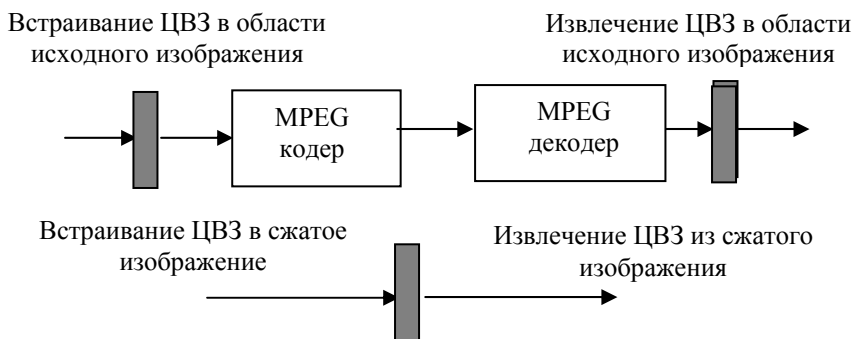 Встраивание ЦВЗ в области
исходного изображения
Извлечение ЦВЗ в области
исходного изображения
MPEG
кодер
MPEG
декодер
Встраивание ЦВЗ в сжатое
изображение
Извлечение ЦВЗ из сжатого
изображения